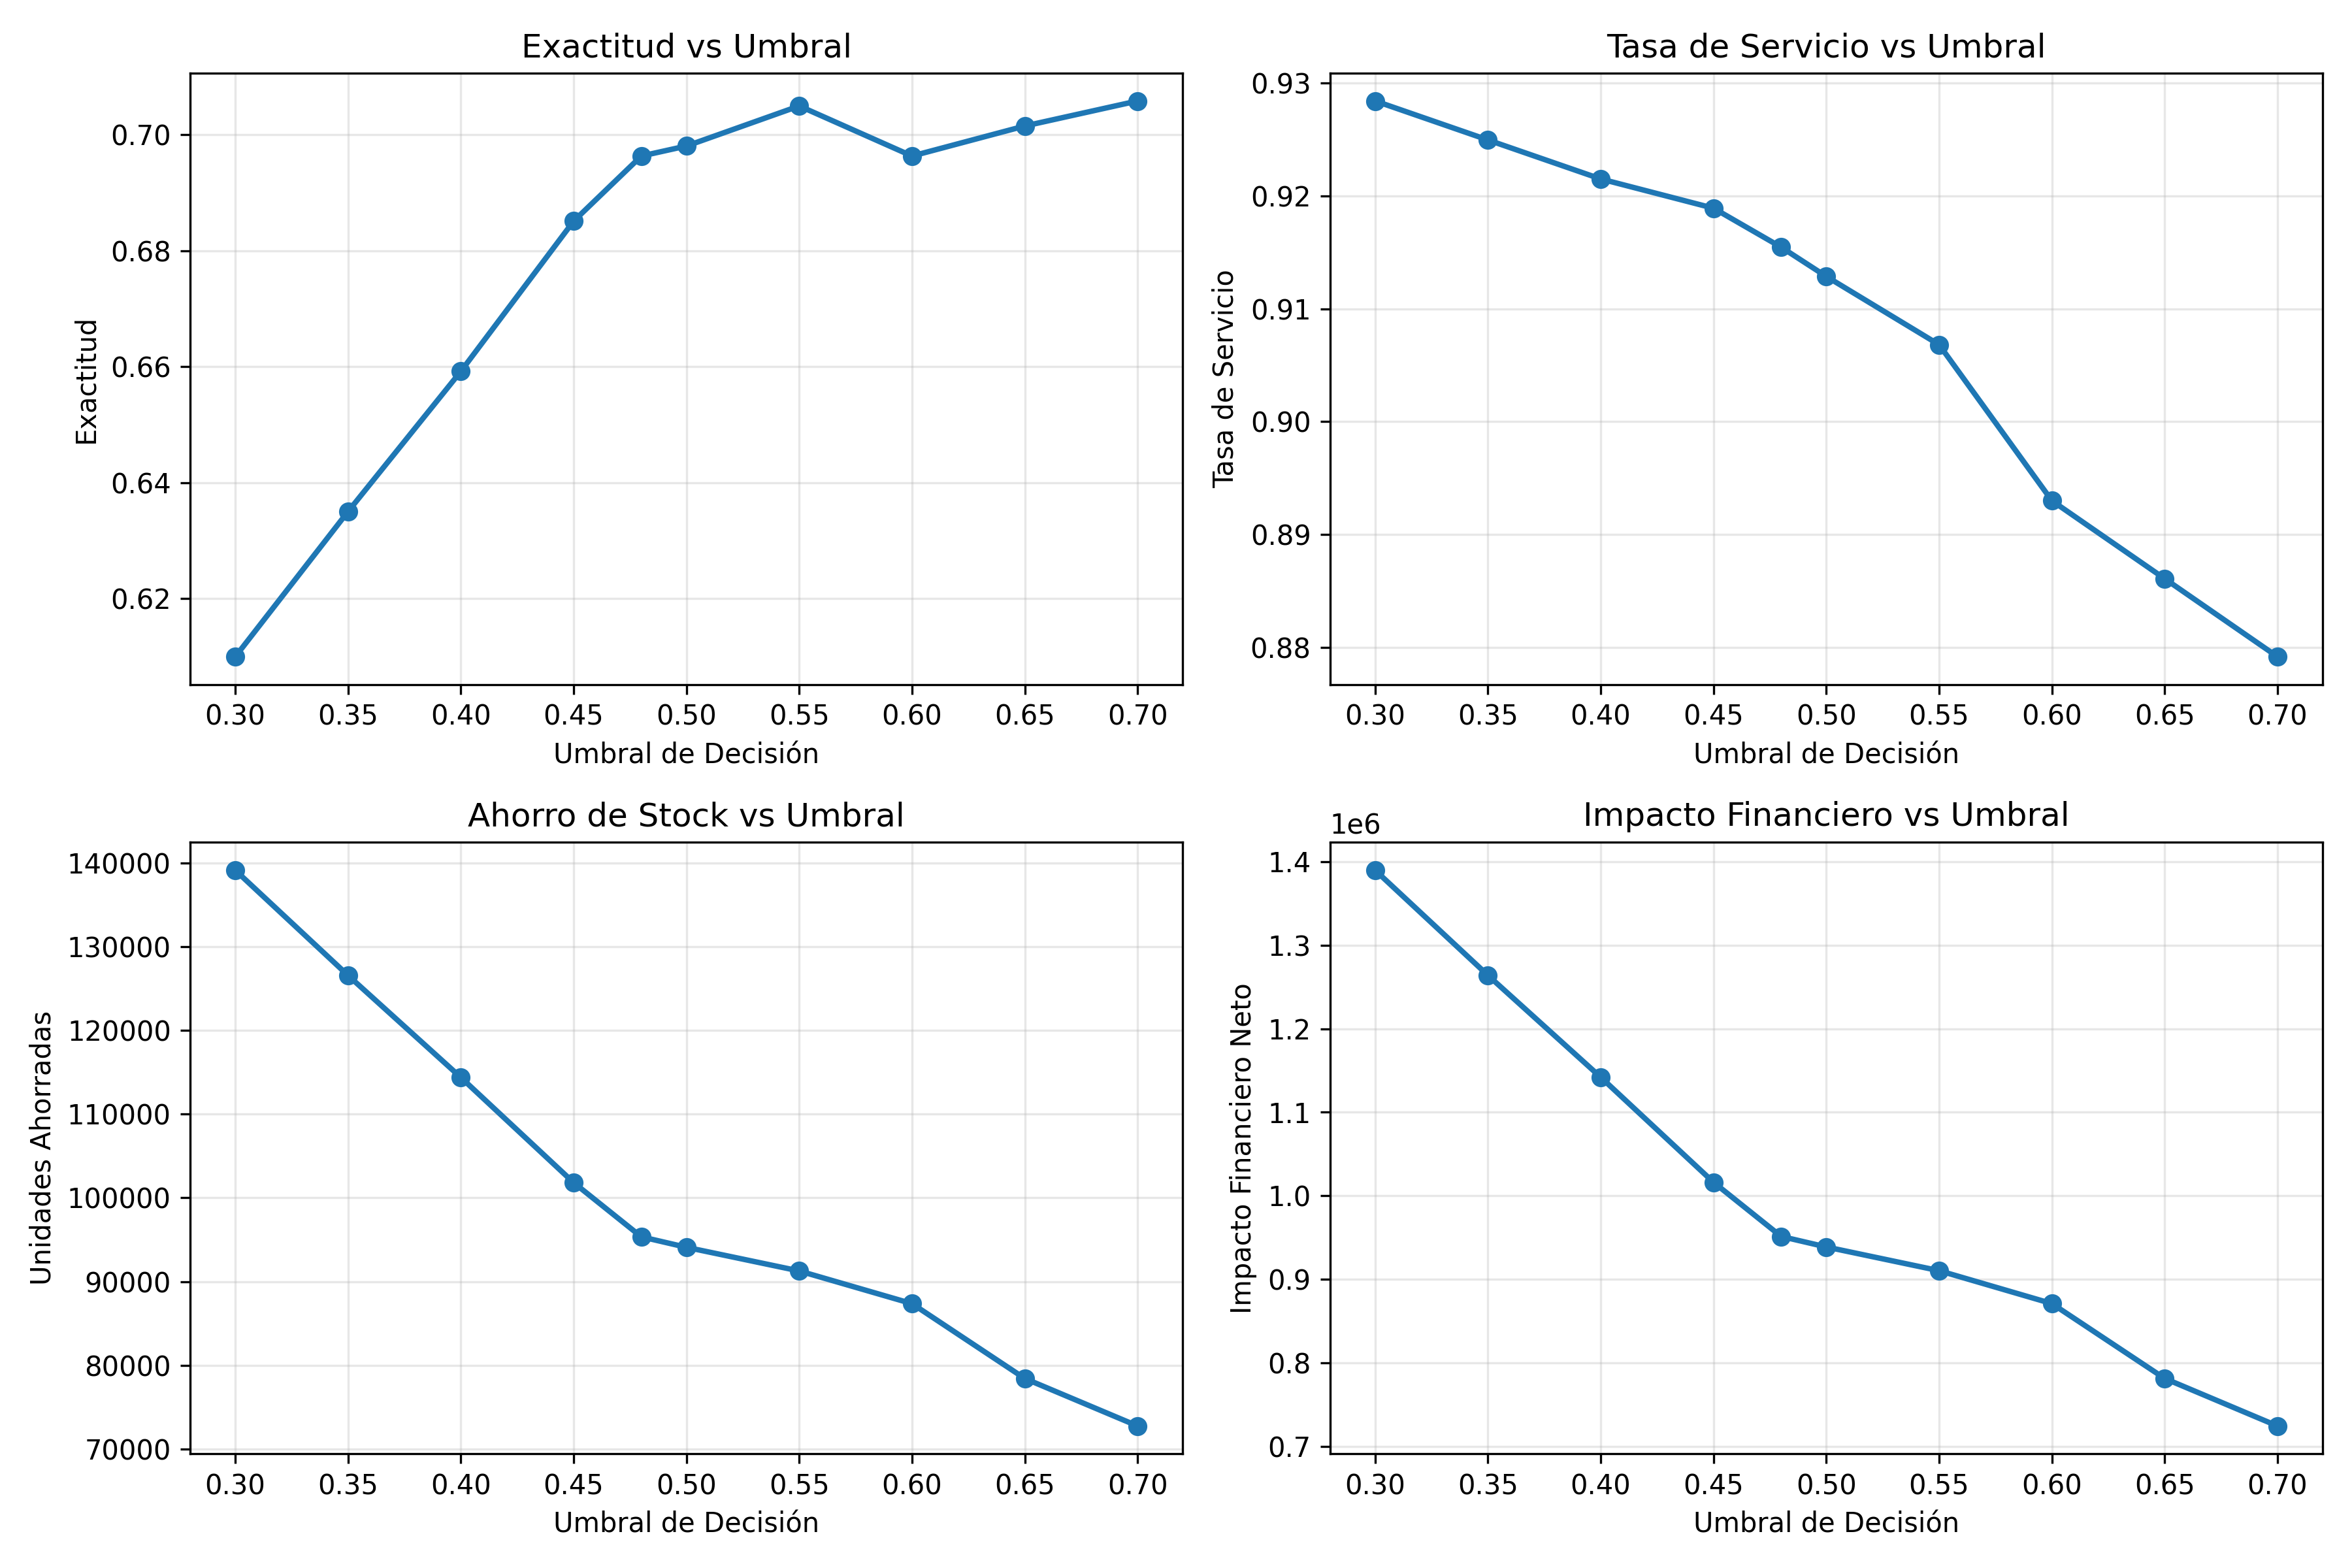 Exactitud vs Umbral
Exactitud
0.70
0.68
0.66
0.64
0.62
0.30 0.35 0.40 0.45 0.50 0.55 0.60 0.65 0.70
Umbral de Decisión
Tasa de Servicio vs Umbral
Tasa de Servicio
0.93
0.92
0.91
0.90
0.89
0.88
0.30 0.35 0.40 0.45 0.50 0.55 0.60 0.65 0.70
Umbral de Decisión
Ahorro de Stock vs Umbral
Unidades Ahorradas
140000
130000
120000
110000
100000
90000
80000
70000
0.30 0.35 0.40 0.45 0.50 0.55 0.60 0.65 0.70
Umbral de Decisión
Impacto Financiero vs Umbral
1e6
Impacto Financiero Neto
1.4
1.3
1.2
1.1
1.0
0.9
0.8
0.7
0.30 0.35 0.40 0.45 0.50 0.55 0.60 0.65 0.70
Umbral de Decisión